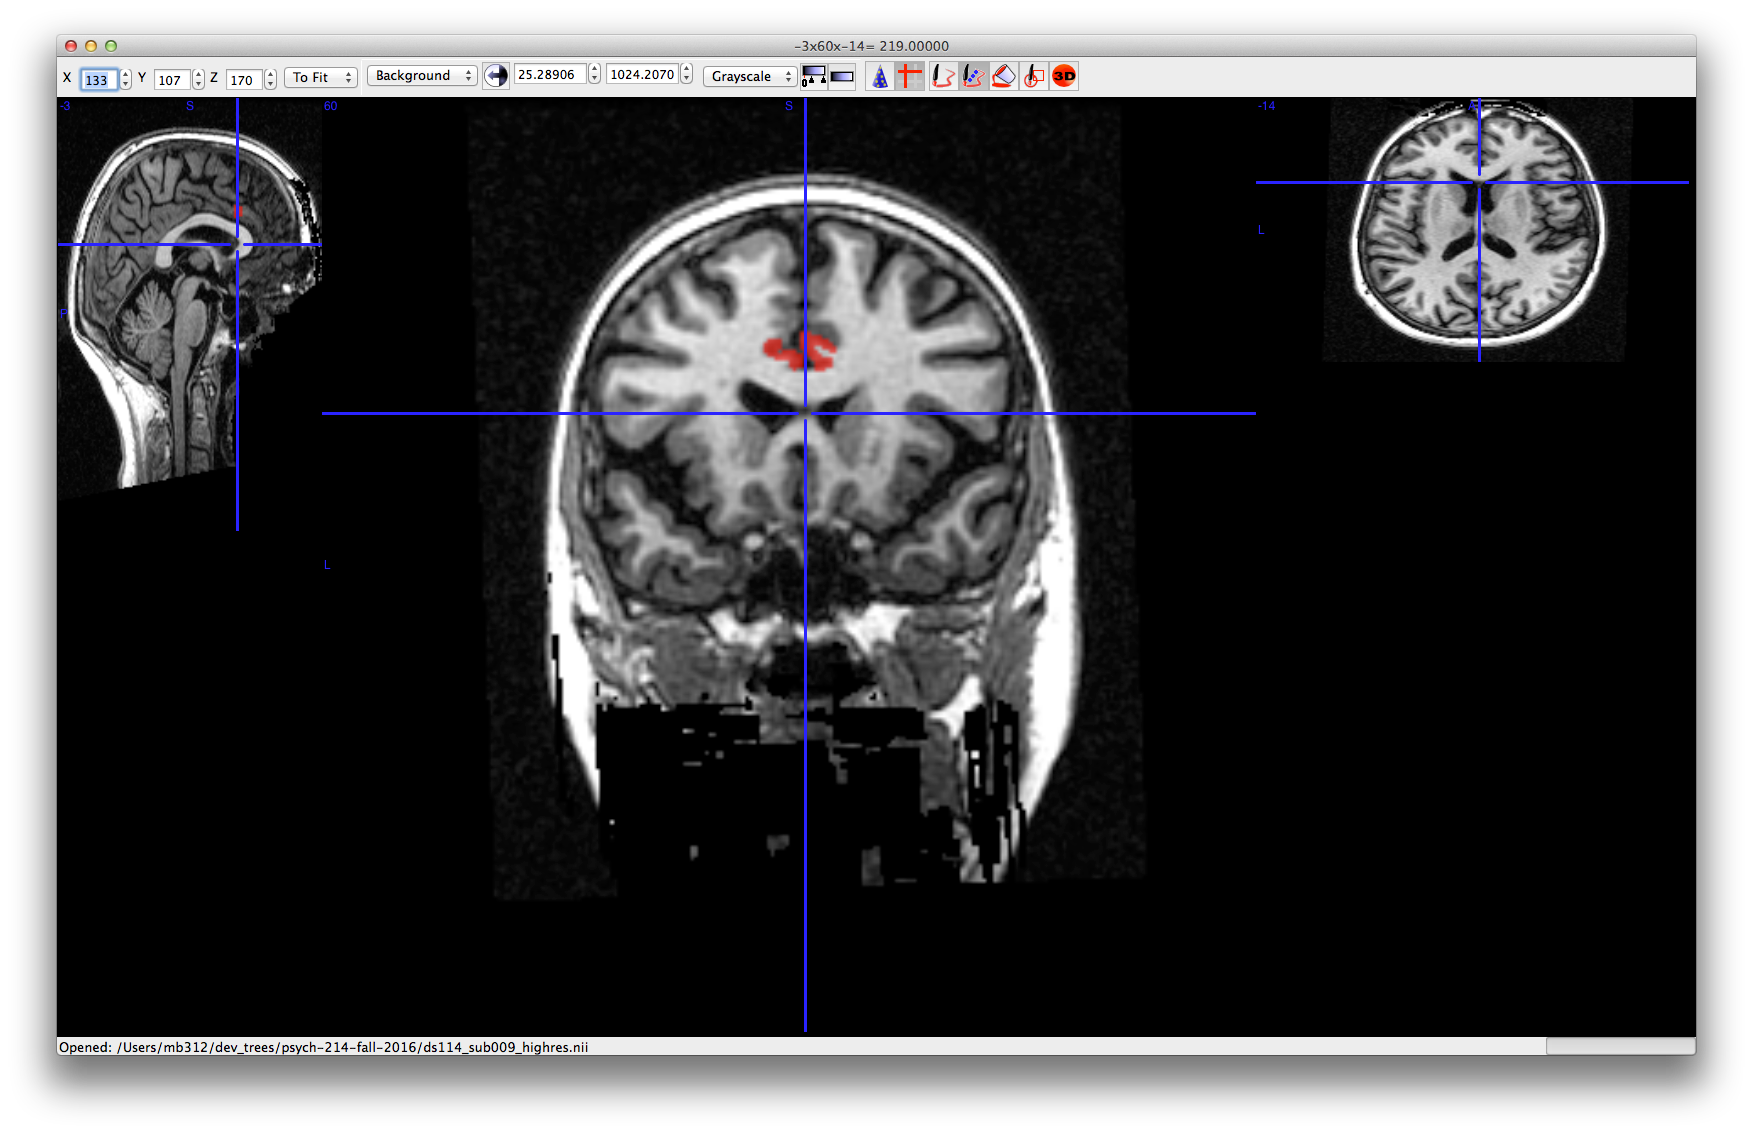 -3x60x-14= 219.00000
X 133 Y 107 Z 170 To Fit Background 25.28906 1024.2070 Grayscale 0 3D
-3 S 60 S -14 A
L
P
L
Opened: /Users/mb312/dev_trees/psych-214-fall-2016/ds114_sub009_highres.nii